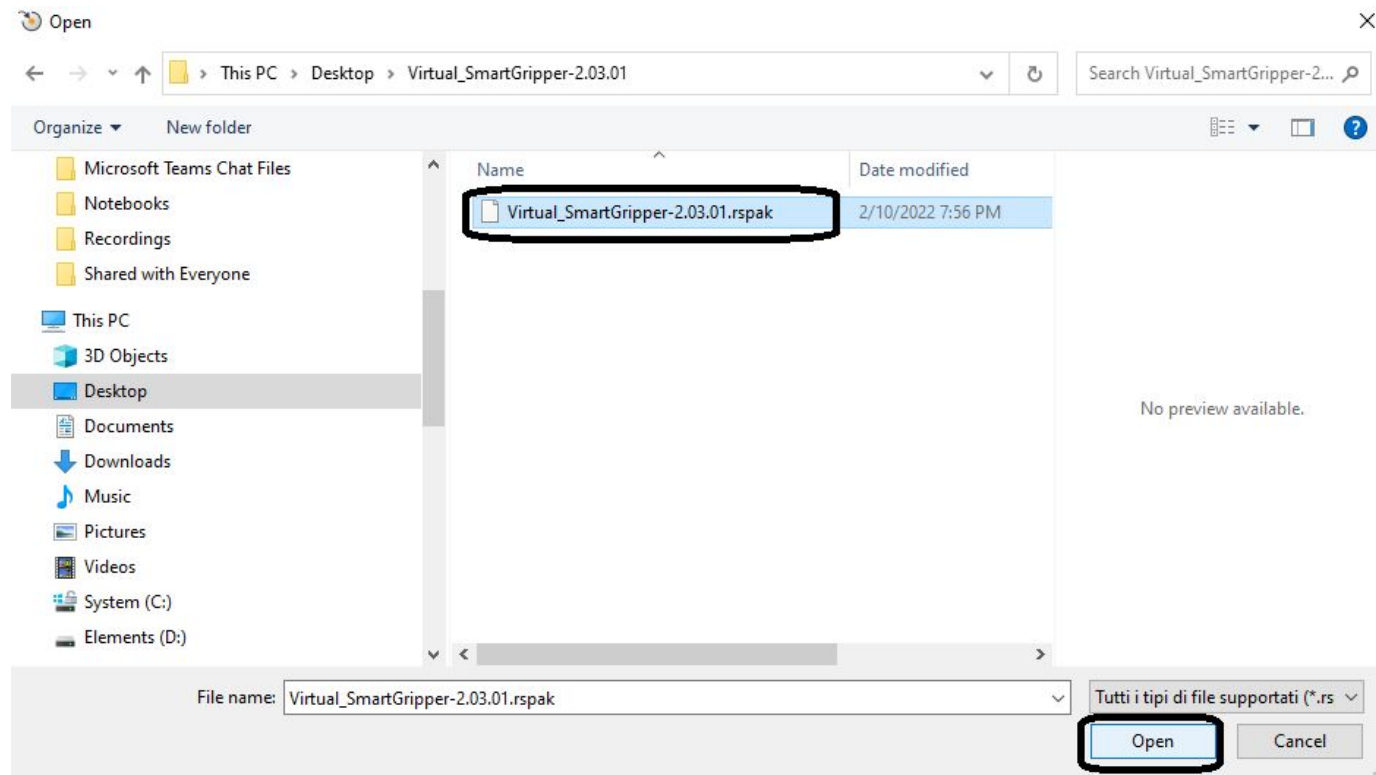 Open
This PC > Desktop > Virtual_SmartGripper-2.03.01
Search Virtual_SmartGripper-2...
Organize
New folder
Microsoft Teams Chat Files
Notebooks
Recordings
Shared with Everyone
This PC
3D Objects
Desktop
Documents
Downloads
Music
Pictures
Videos
System (C:)
Elements (D:)
Name
Date modified
Virtual_SmartGripper-2.03.01.rspak
2/10/2022 7:56 PM
No preview available.
File name: Virtual_SmartGripper-2.03.01.rspak
Tutti i tipi di file supportati (*.rs
Open
Cancel